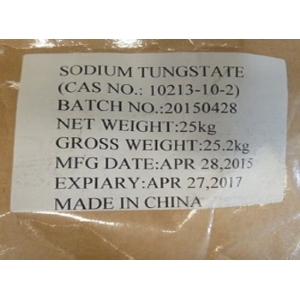 SODIUM TUNGSTATE
(CAS NO.: 10213-10-2)
BATCH NO.:20150428
NET WEIGHT:25kg
GROSS WEIGHT:25.2kg
MFG DATE:APR 28,2015
EXPIARY:APR 27,2017
MADE IN CHINA